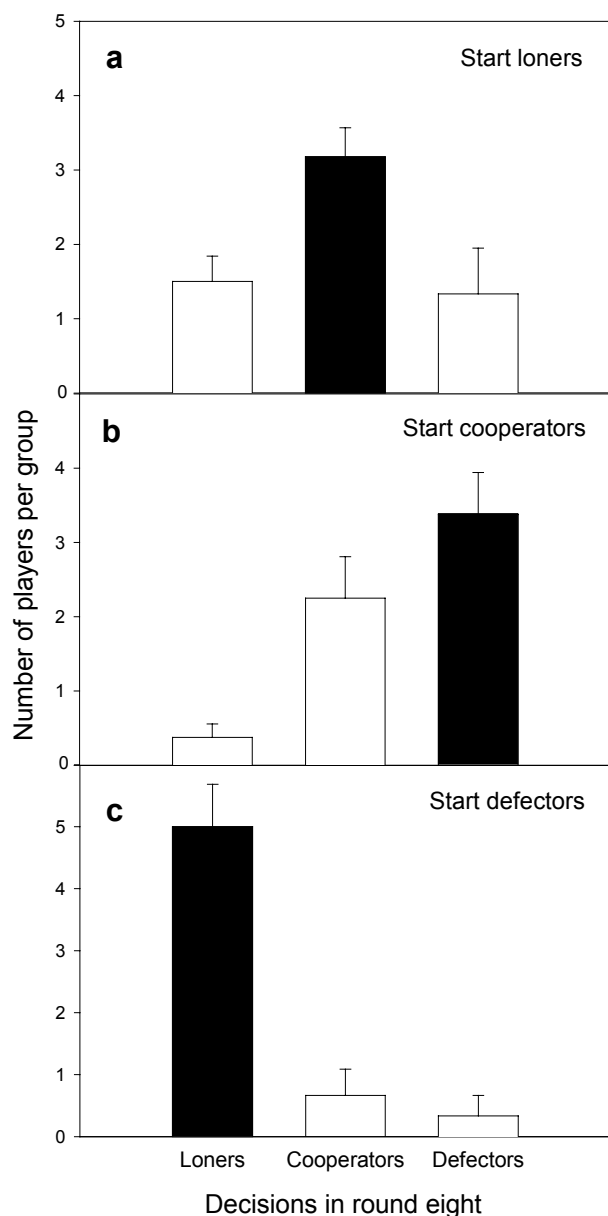 5
a
Start loners
4
3
2
1
0
b
Start cooperators
4
3
2
1
0
Number of players per group
c
Start defectors
5
4
3
2
1
0
Loners Cooperators Defectors
Decisions in round eight